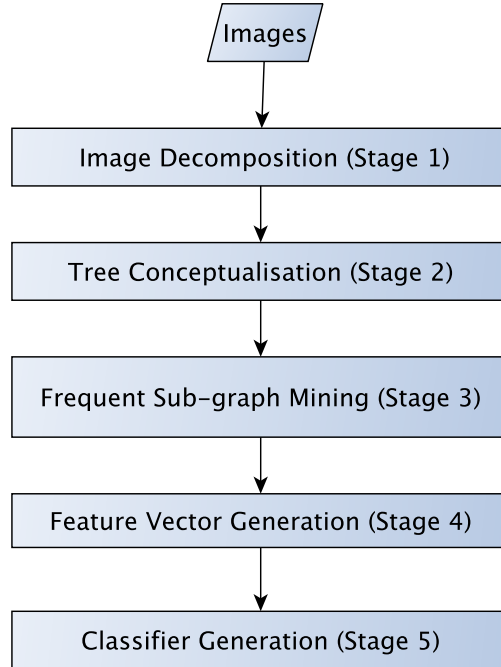 Images
Image Decomposition (Stage 1)
Tree Conceptualisation (Stage 2)
Frequent Sub-graph Mining (Stage 3)
Feature Vector Generation (Stage 4)
Classifier Generation (Stage 5)